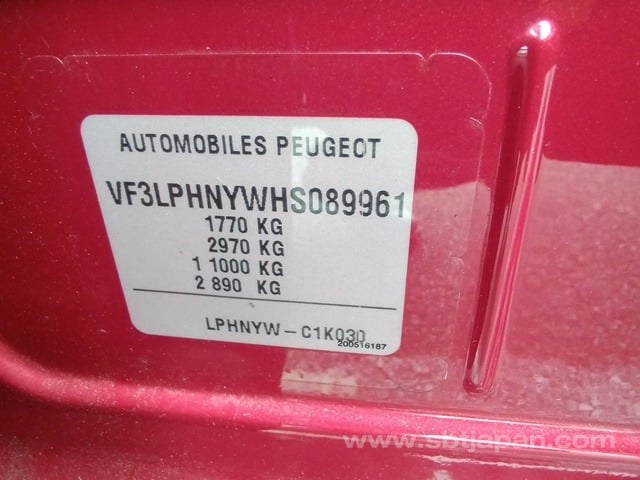 AUTOMOBILES PEUGEOT
VF3LPHNYWHS089961
1770 KG
2970 KG
1 1000 KG
2 890 KG
LPHNYW-C1K030
200516187
www.sbtjapan.com